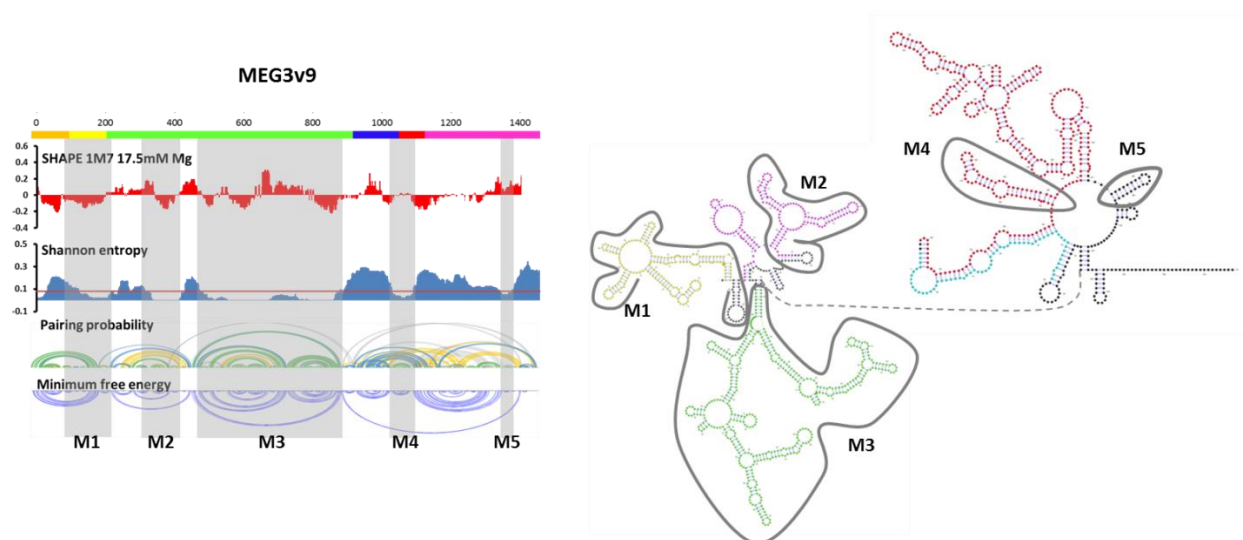 MEG3v9
0 200 400 600 800 1000 1200 1400
SHAPE 1M7 17.5mM Mg
0.6
0.4
0.2
0
-0.2
-0.4
Shannon entropy
0.5
0.3
0.1
-0.1
Pairing probability
Minimum free energy
M1 M2 M3 M4 M5
M4
M5
M2
M1
M3